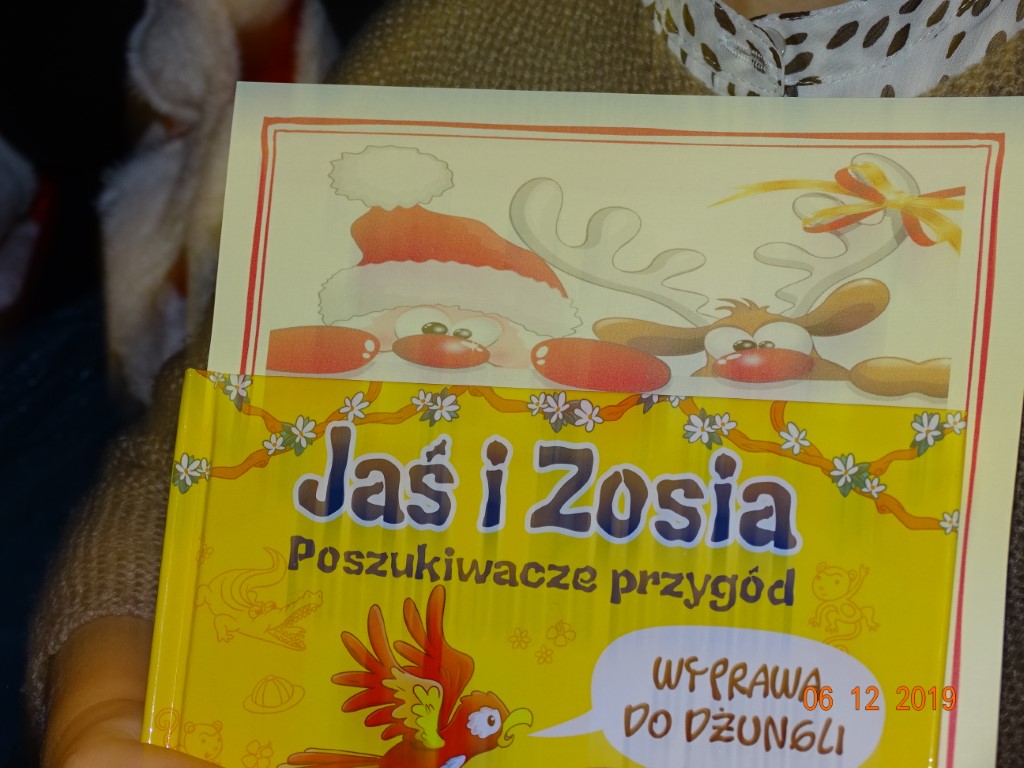 Jaś i Zosia
Poszukiwacze przygód
WYPRAWA
DO DŻUNGLI
06 12 2019